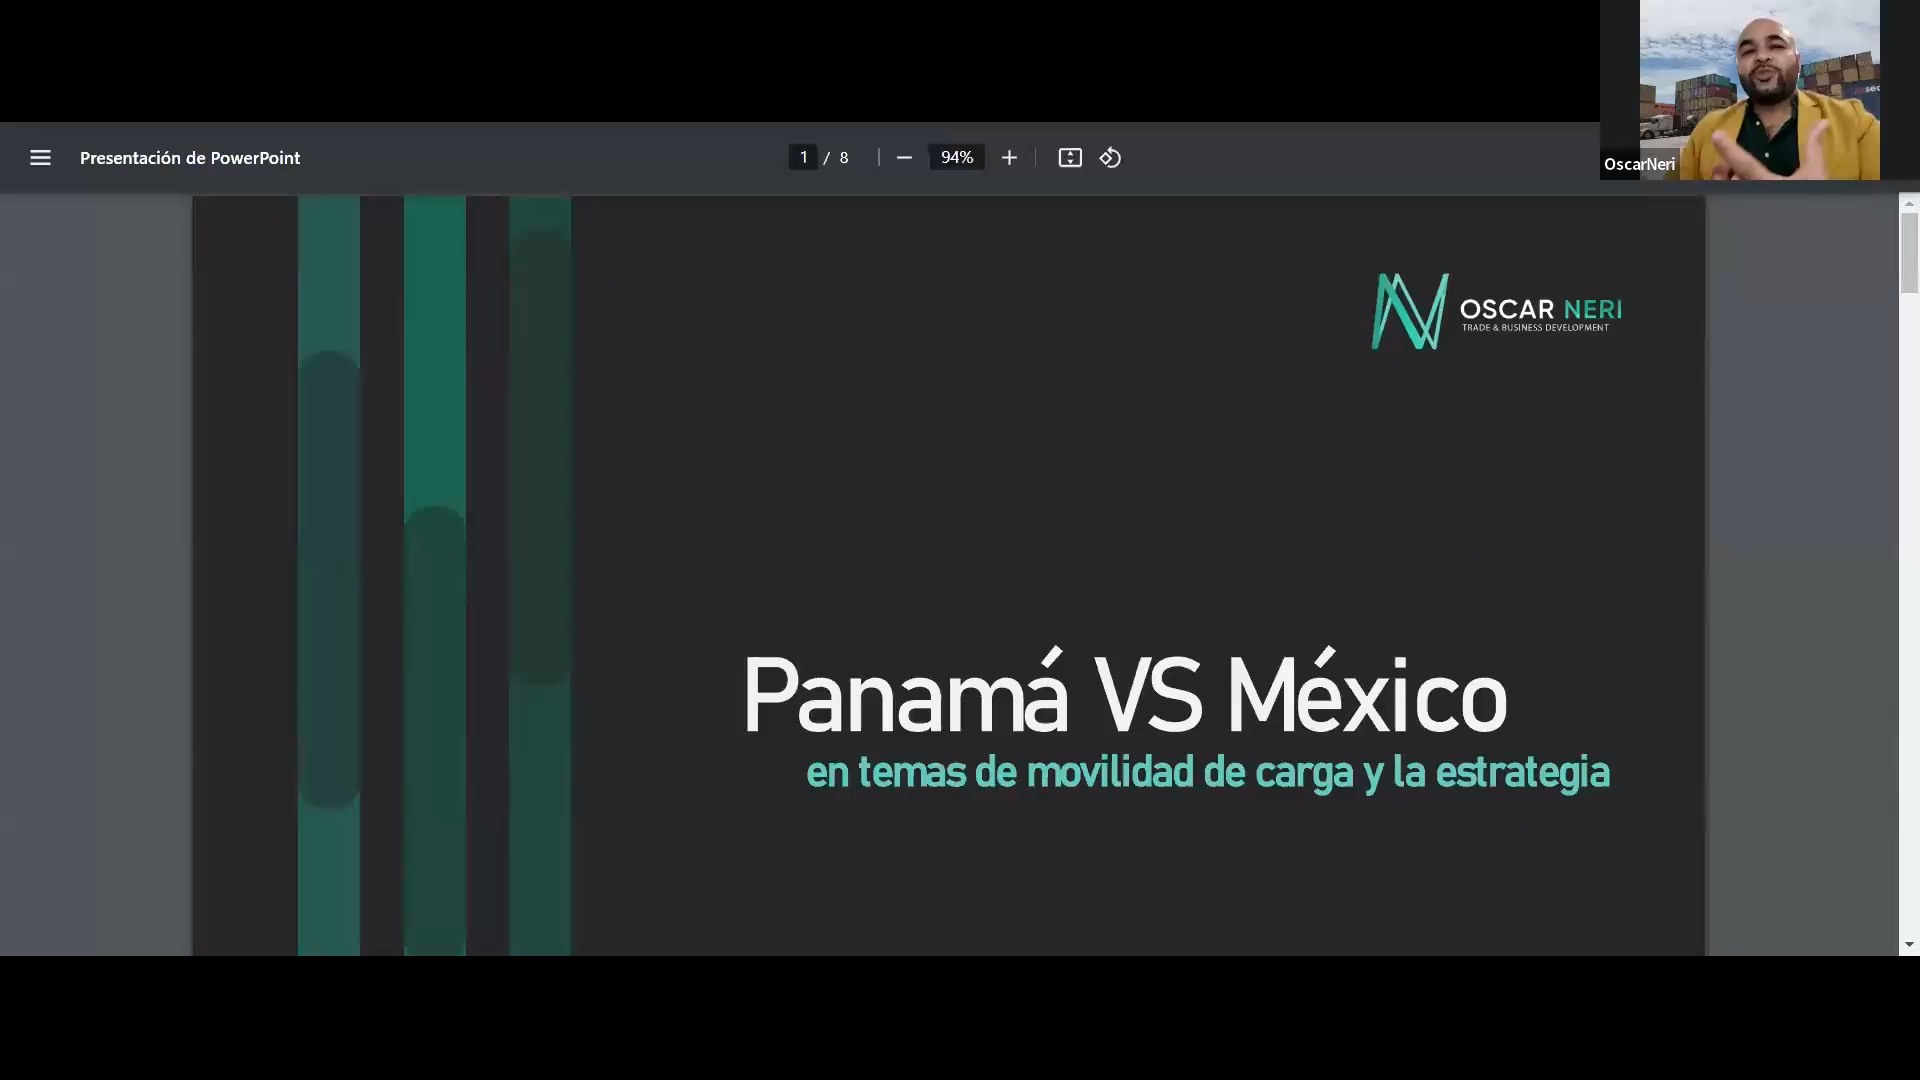 Presentación de PowerPoint
1 / 8
94%
OscarNeri
OSCAR NERI
TRADE & BUSINESS DEVELOPMENT
Panamá VS México
en temas de movilidad de carga y la estrategia